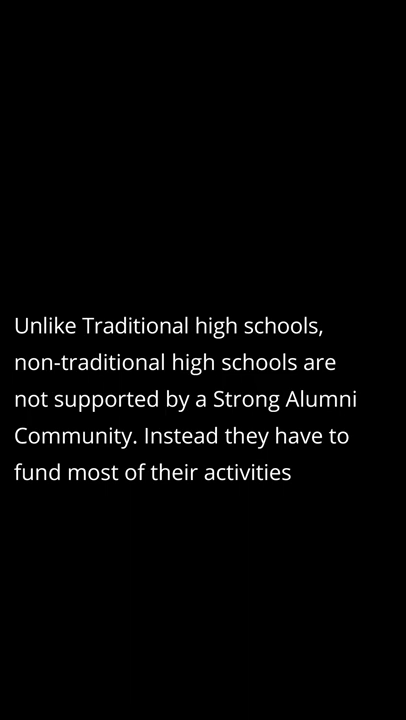 Unlike Traditional high schools,
non-traditional high schools are
not supported by a Strong Alumni
Community. Instead they have to
fund most of their activities